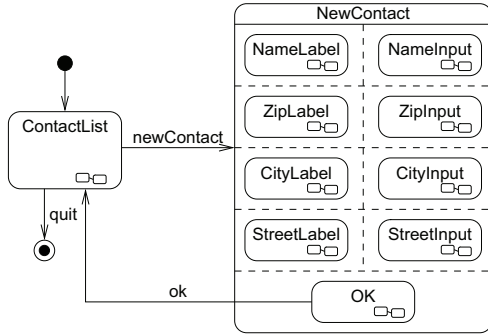 NewContact
NameLabel
NameInput
ContactList
ZipLabel
ZipInput
newContact
CityLabel
CityInput
quit
StreetLabel
StreetInput
ok
OK